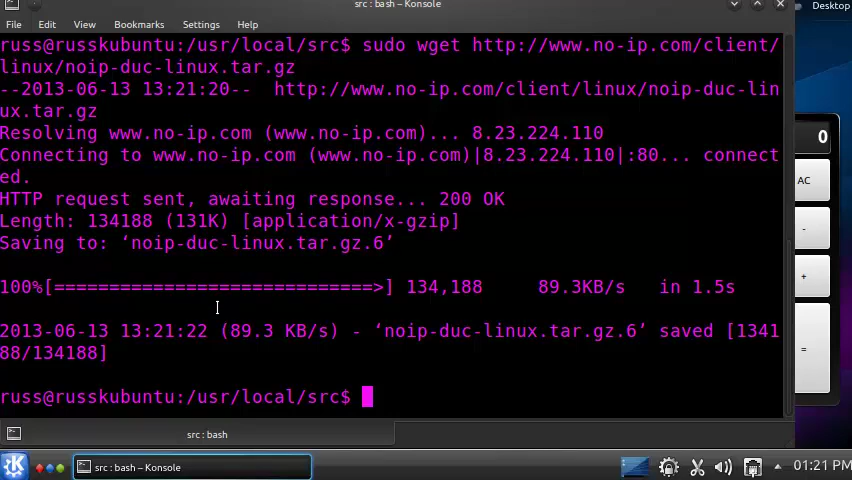 src : bash – Konsole
Desktop
File Edit View Bookmarks Settings Help
russ@russkubuntu:/usr/local/src$ sudo wget http://www.no-ip.com/client/
linux/noip-duc-linux.tar.gz
--2013-06-13 13:21:20--  http://www.no-ip.com/client/linux/noip-duc-lin
ux.tar.gz
Resolving www.no-ip.com (www.no-ip.com)... 8.23.224.110
Connecting to www.no-ip.com (www.no-ip.com)|8.23.224.110|:80... connect
ed.
HTTP request sent, awaiting response... 200 OK
Length: 134188 (131K) [application/x-gzip]
Saving to: ‘noip-duc-linux.tar.gz.6’
100%[=============================>] 134,188     89.3KB/s   in 1.5s
2013-06-13 13:21:22 (89.3 KB/s) - ‘noip-duc-linux.tar.gz.6’ saved [1341
88/134188]
russ@russkubuntu:/usr/local/src$
0
AC
-
+
=
src : bash
src : bash – Konsole
01:21 PM